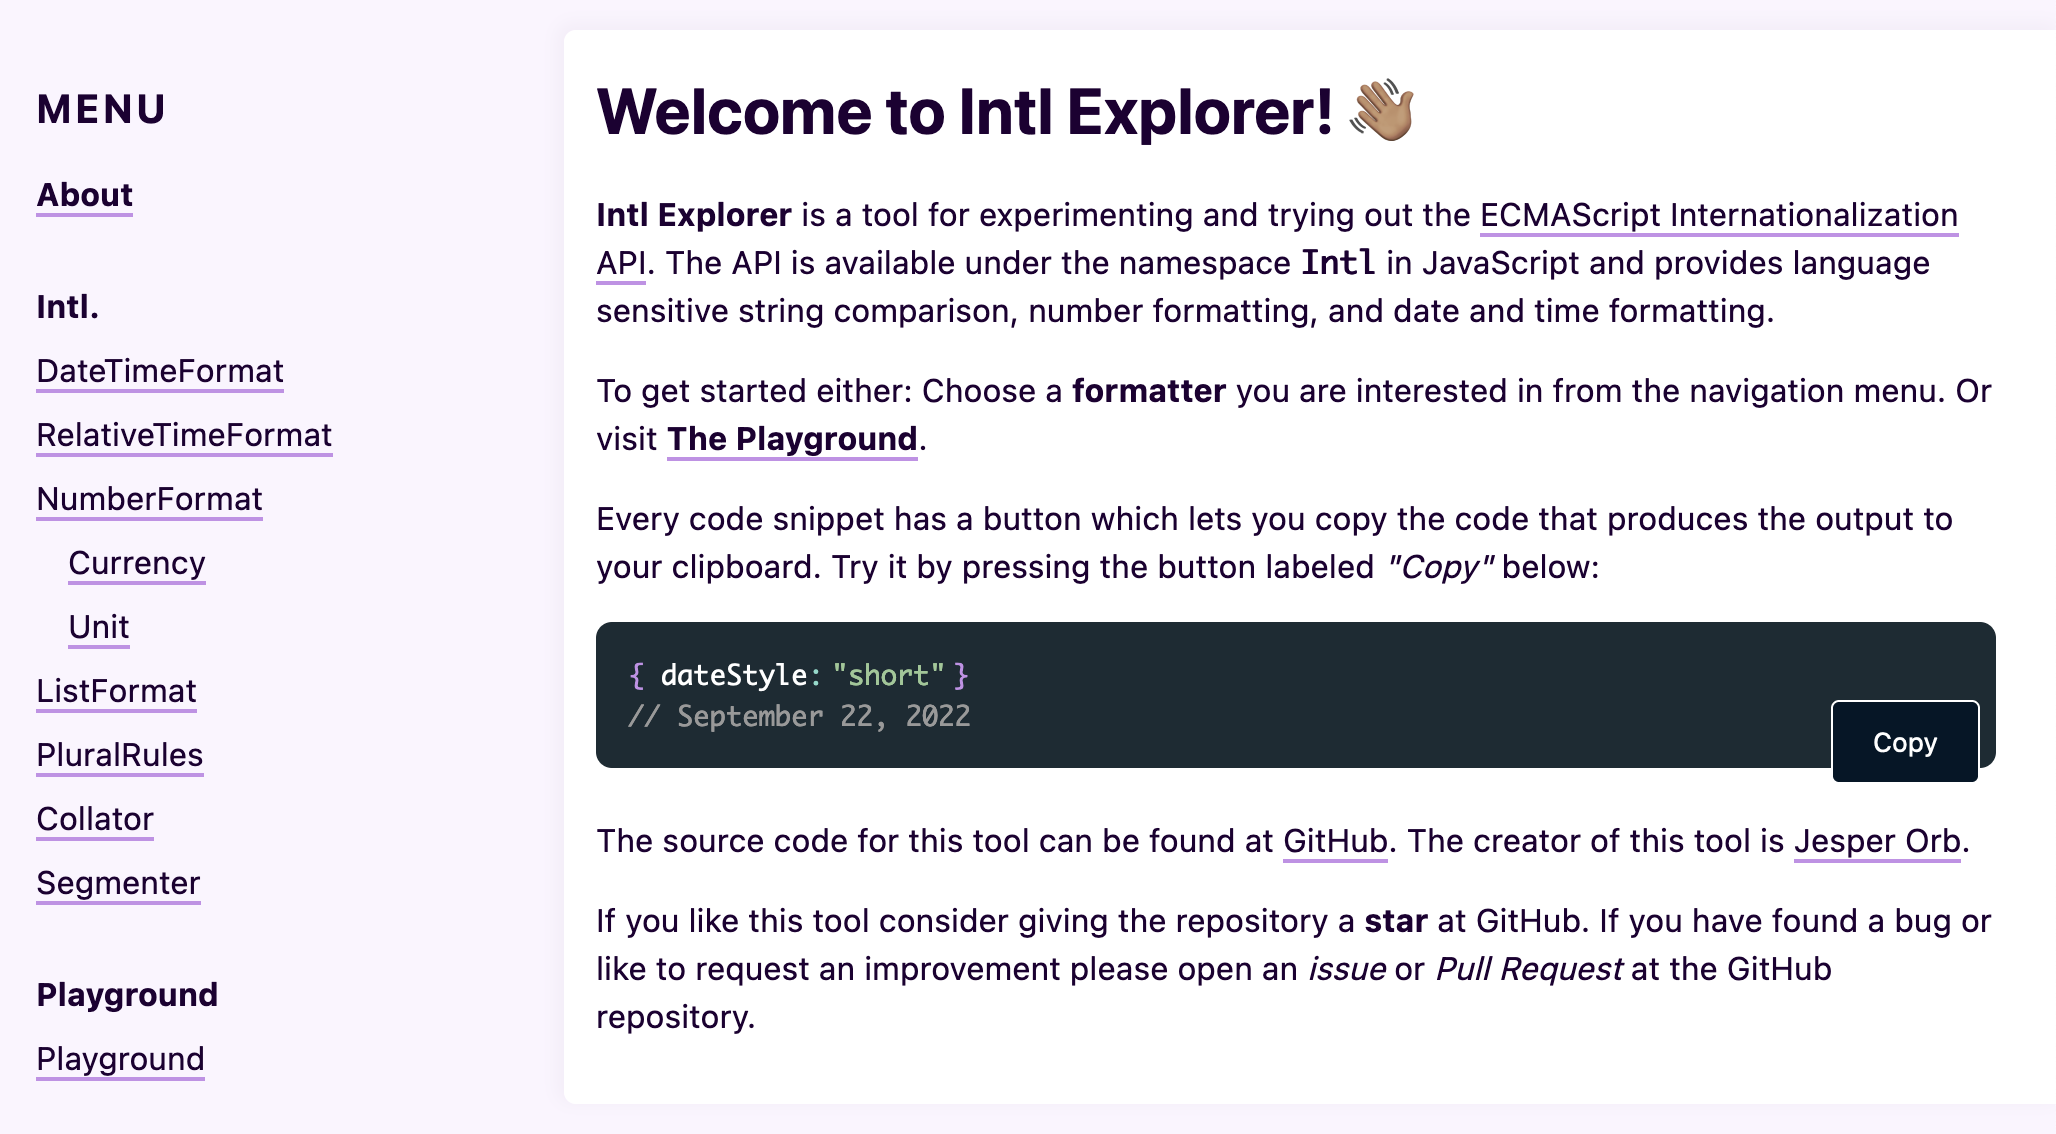 MENU
About
Intl.
DateTimeFormat
RelativeTimeFormat
NumberFormat
Currency
Unit
ListFormat
PluralRules
Collator
Segmenter
Playground
Playground
Welcome to Intl Explorer! 👋🏽
Intl Explorer is a tool for experimenting and trying out the ECMAScript Internationalization
API. The API is available under the namespace Intl in JavaScript and provides language
sensitive string comparison, number formatting, and date and time formatting.
To get started either: Choose a formatter you are interested in from the navigation menu. Or
visit The Playground.
Every code snippet has a button which lets you copy the code that produces the output to
your clipboard. Try it by pressing the button labeled "Copy" below:
{ dateStyle: "short" }
// September 22, 2022
Copy
The source code for this tool can be found at GitHub. The creator of this tool is Jesper Orb.
If you like this tool consider giving the repository a star at GitHub. If you have found a bug or
like to request an improvement please open an issue or Pull Request at the GitHub
repository.